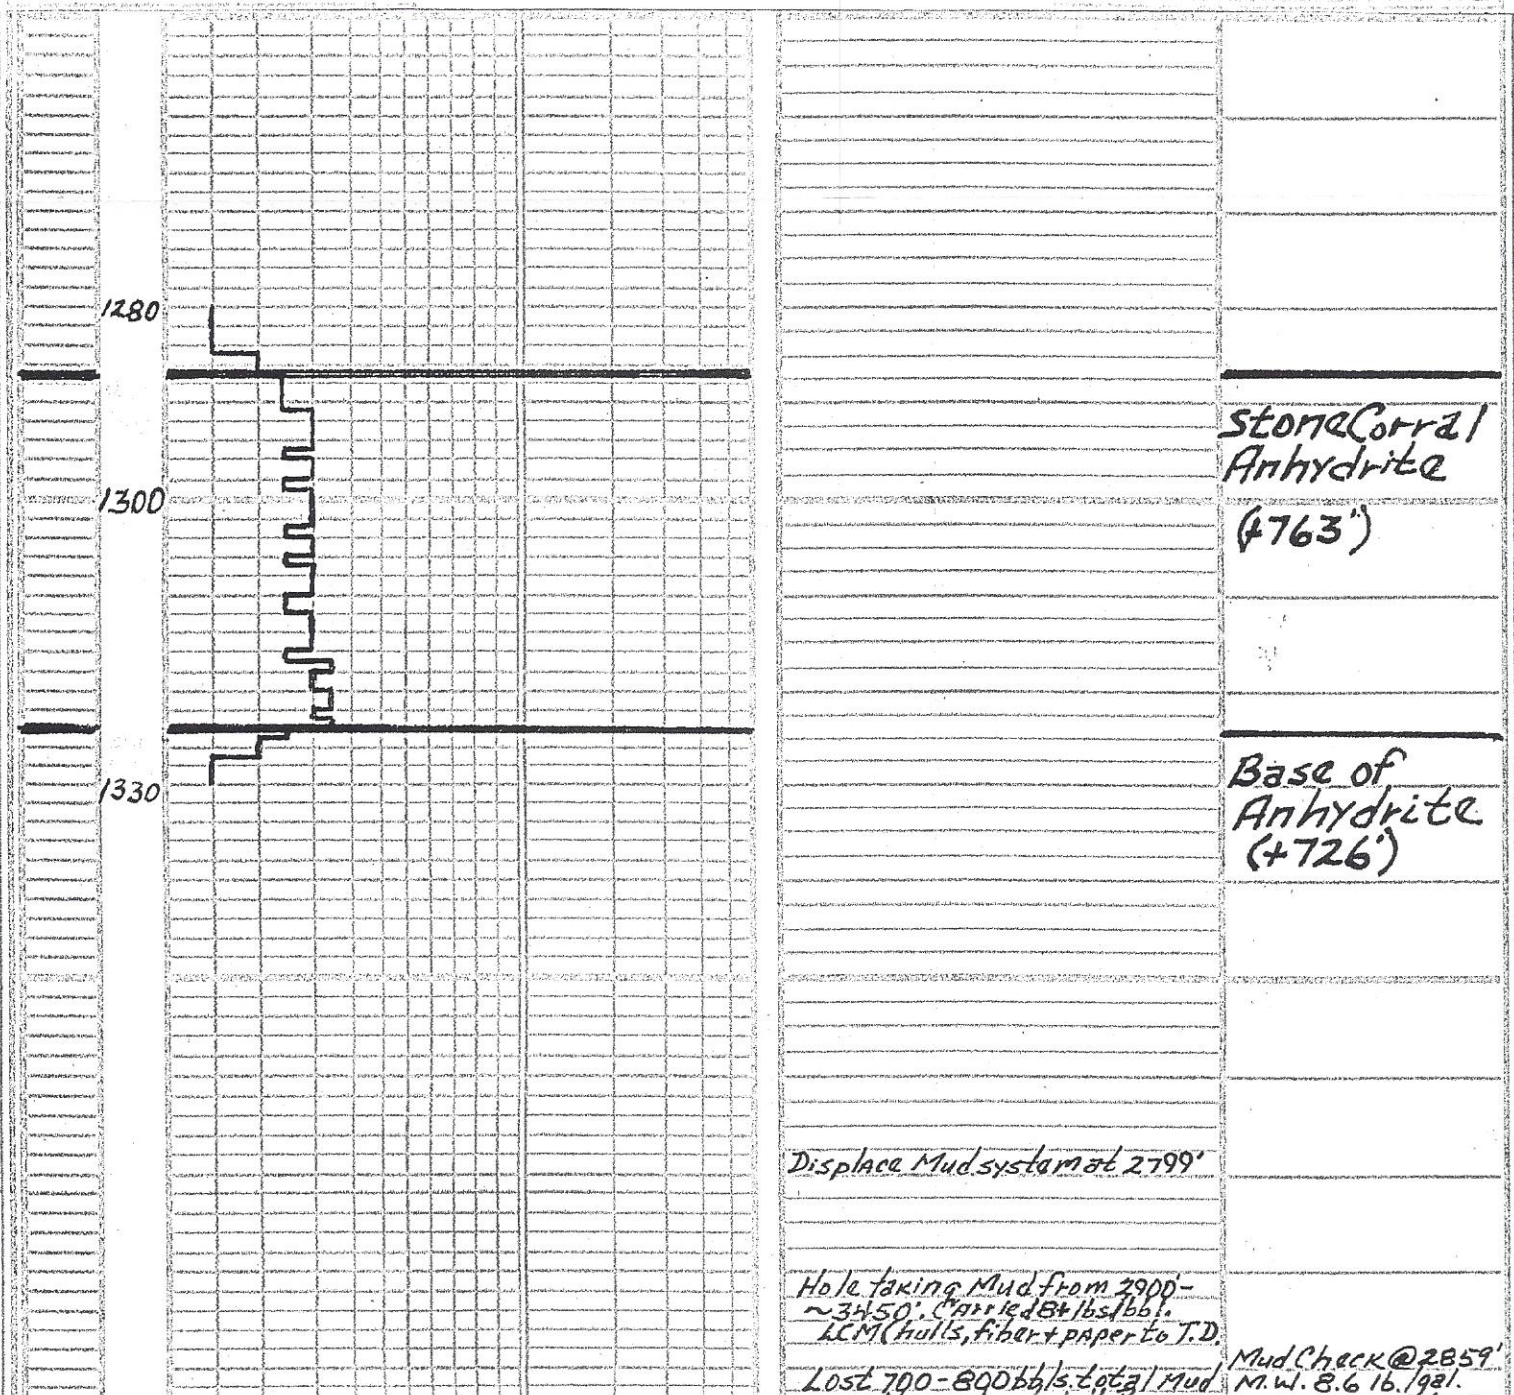 1280
stone Corral
Anhydrite
1300
(+763')
Base of
1330
Anhydrite
(+726')
Displace Mud system at 2799'
Hole taking Mud from 2900'-
~3450'. Carried 8# lbs/bbl.
LCM (hulls, fiber + paper to T.D.
Mud Check @ 2859'
Lost 700-800 bbls. total Mud
M.W. 8.6 lb./gal.